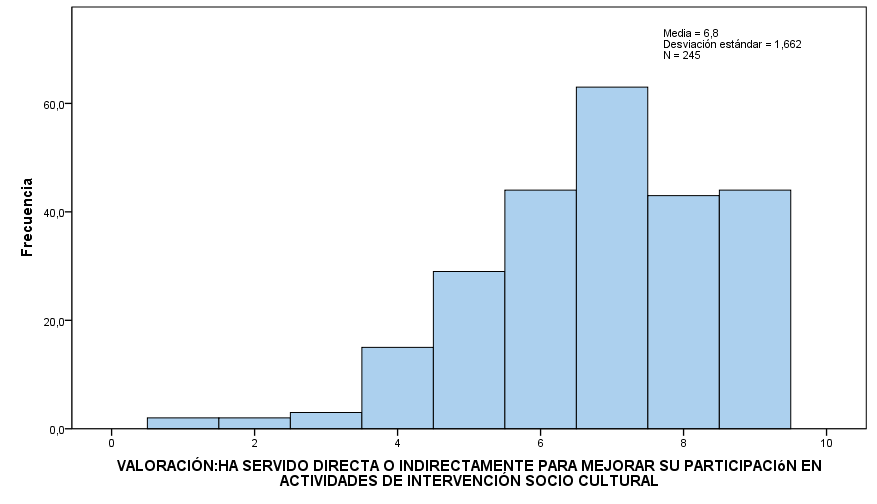 Media = 6,8
Desviación estándar = 1,662
N = 245
60,0
40,0
20,0
0,0
Frecuencia
0 2 4 6 8 10
VALORACIÓN:HA SERVIDO DIRECTA O INDIRECTAMENTE PARA MEJORAR SU PARTICIPACIóN EN
ACTIVIDADES DE INTERVENCIÓN SOCIO CULTURAL